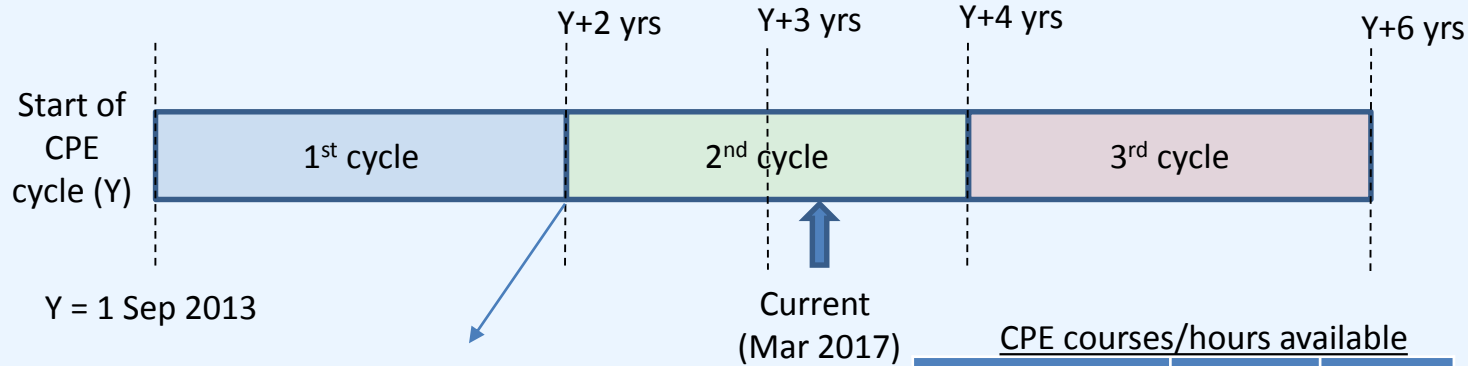 Y+2 yrs
Y+3 yrs
Y+4 yrs
Y+6 yrs
Start of
CPE
cycle (Y)
1st cycle
2nd cycle
3rd cycle
Y = 1 Sep 2013
Current
(Mar 2017)
CPE courses/hours available